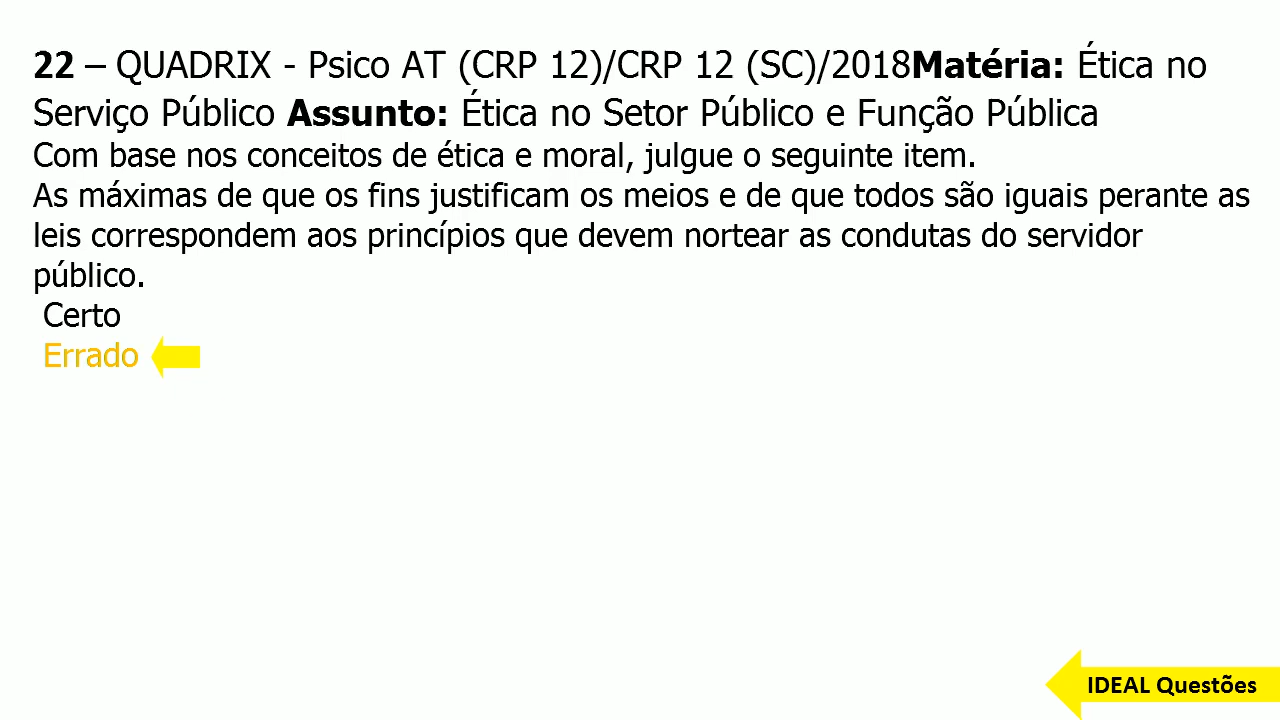 22 – QUADRIX - Psico AT (CRP 12)/CRP 12 (SC)/2018Matéria: Ética no
Serviço Público Assunto: Ética no Setor Público e Função Pública
Com base nos conceitos de ética e moral, julgue o seguinte item.
As máximas de que os fins justificam os meios e de que todos são iguais perante as
leis correspondem aos princípios que devem nortear as condutas do servidor
público.
Certo
Errado
IDEAL Questões